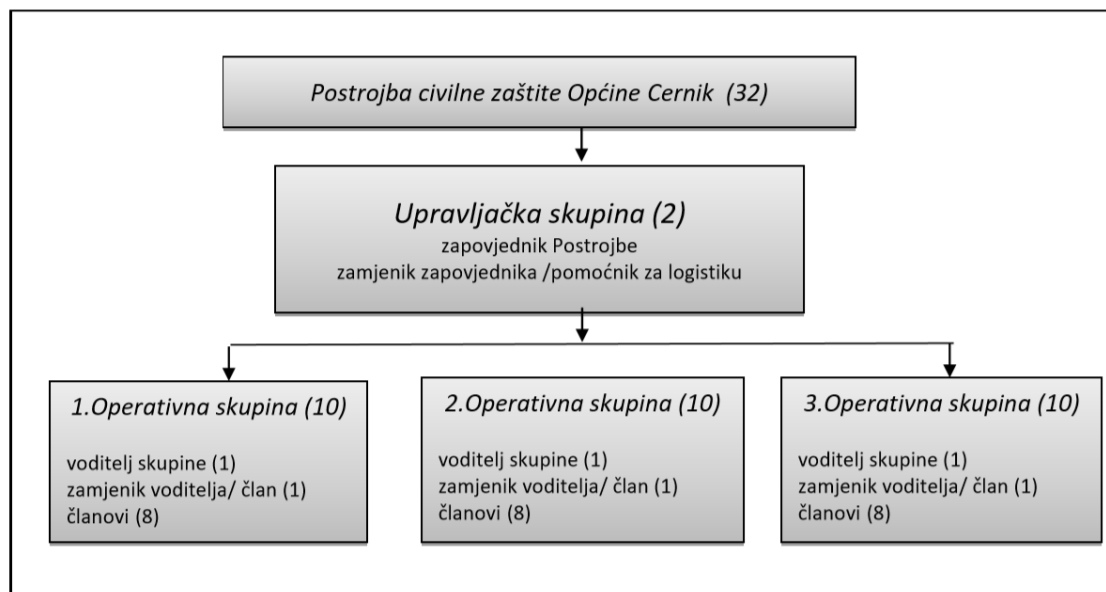 Postrojba civilne zaštite Općine Cernik (32)
Upravljačka skupina (2)
zapovjednik Postrojbe
zamjenik zapovjednika /pomoćnik za logistiku
1.Operativna skupina (10)
voditelj skupine (1)
zamjenik voditelja/ član (1)
članovi (8)
2.Operativna skupina (10)
voditelj skupine (1)
zamjenik voditelja/ član (1)
članovi (8)
3.Operativna skupina (10)
voditelj skupine (1)
zamjenik voditelja/ član (1)
članovi (8)